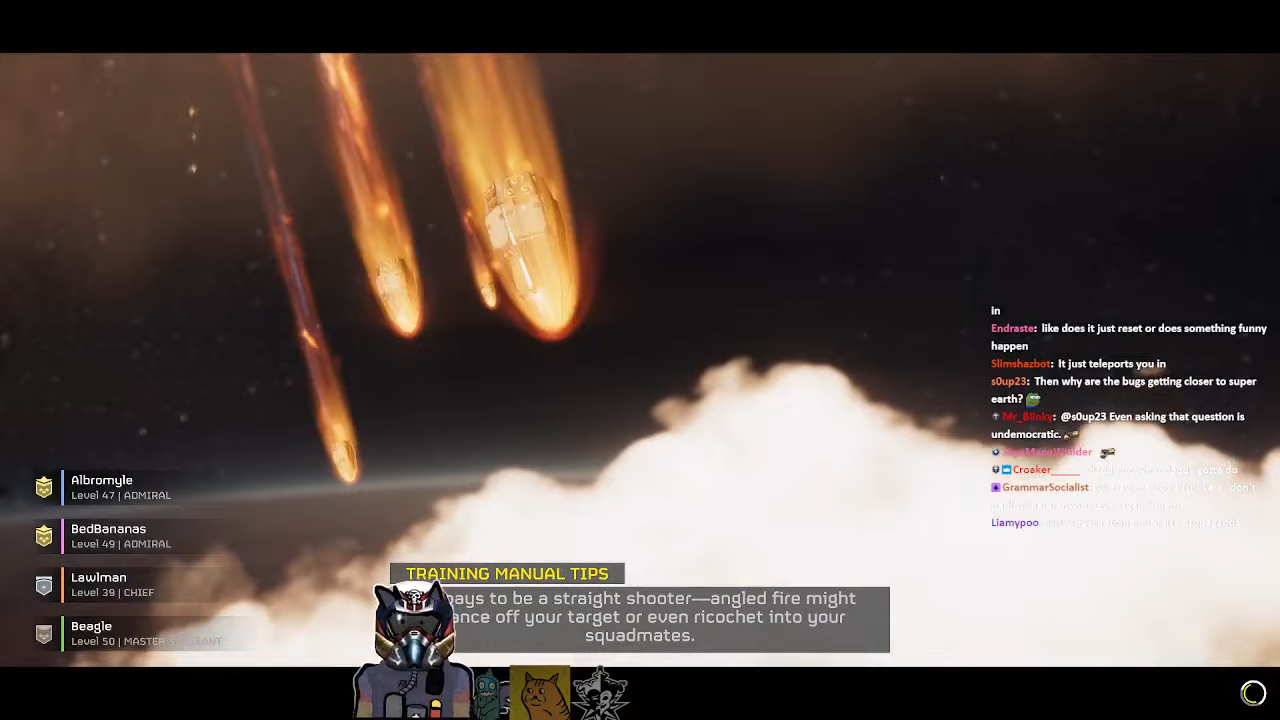 in
Endraste: like does it just reset or does something funny
happen
Slimshazbot: It just teleports you in
s0up23: Then why are the bugs getting closer to super
earth?
Mr_Blinky: @s0up23 Even asking that question is
undemocratic.
Croaker_____
GrammarSocialist
Liamypoo
Albromyle
Level 47 | ADMIRAL
BedBananas
Level 49 | ADMIRAL
Lawlman
Level 39 | CHIEF
Beagle
Level 50 | MASTER SERGEANT
TRAINING MANUAL TIPS
pays to be a straight shooter—angled fire might
ance off your target or even ricochet into your
squadmates.